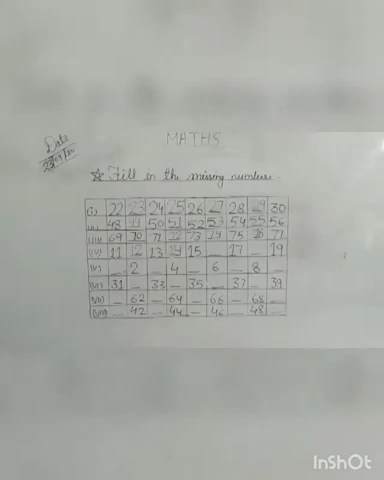 Date
25/09/20
MATHS
☆ Fill in the missing numbers.
(i) 22 23 24 25 26 27 28 29 30
(ii) 48 49 50 51 52 53 54 55 56
(iii) 69 70 71 72 73 74 75 76 77
(iv) 11 12 13 14 15 _ 17 _ 19
(v) _ 2 _ 4 _ 6 _ 8 _
(vi) 31 _ 33 _ 35 _ 37 _ 39
(vii) _ 62 _ 64 _ 66 _ 68 _
(viii) _ 42 _ 44 _ 46 _ 48 _
InShOt